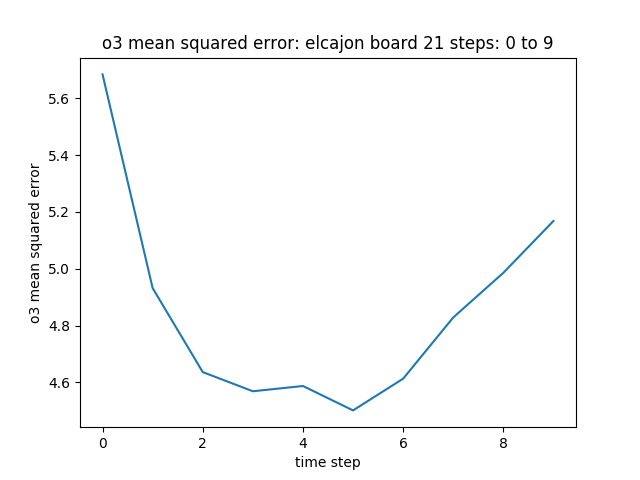 o3 mean squared error: elcajon board 21 steps: 0 to 9
o3 mean squared error
5.6
5.4
5.2
5.0
4.8
4.6
0 2 4 6 8
time step